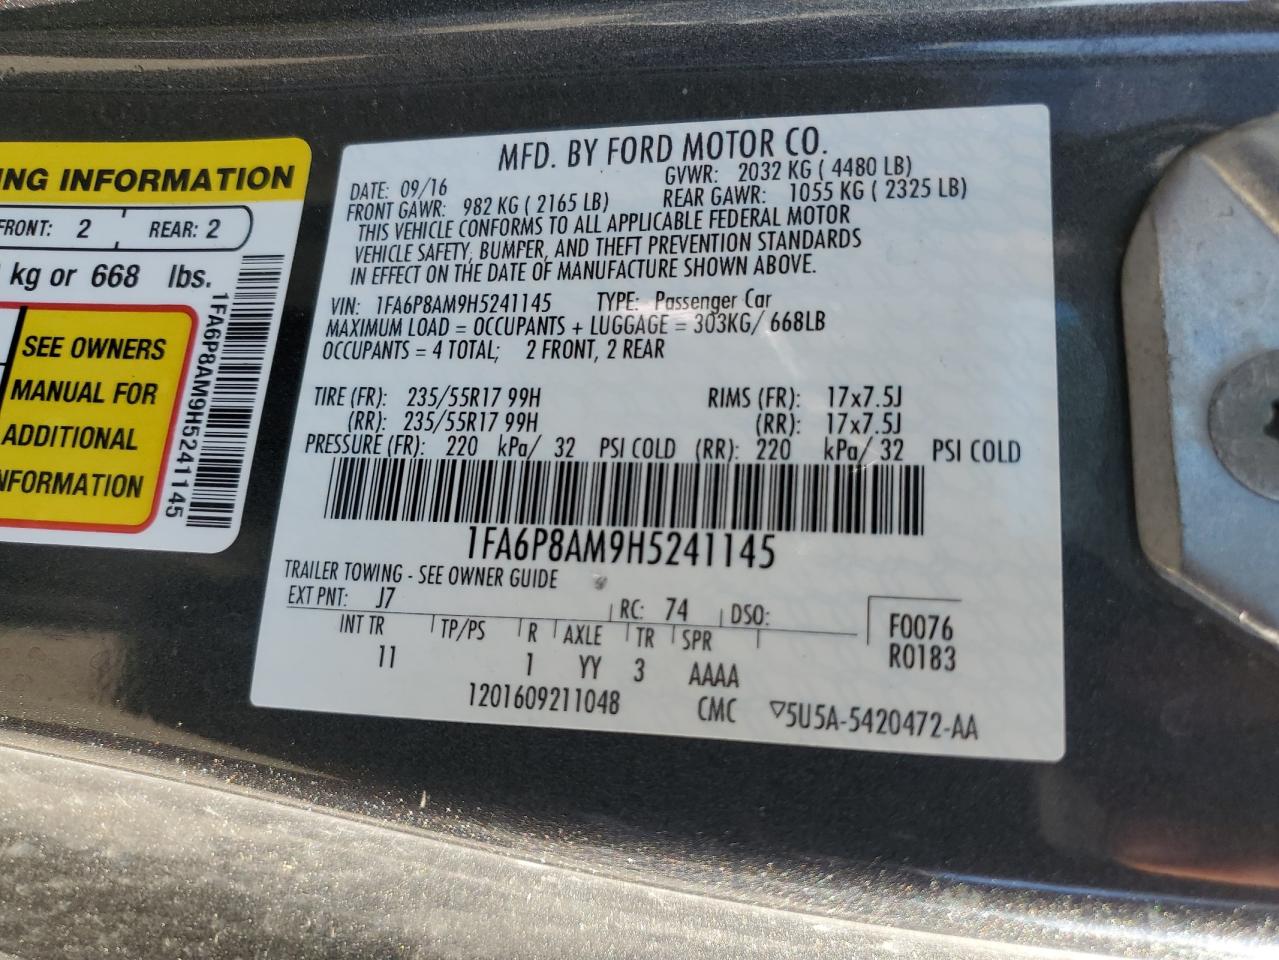 NG INFORMATION
FRONT: 2 REAR: 2
kg or 668 lbs.
SEE OWNERS
MANUAL FOR
ADDITIONAL
NFORMATION
1FA6P8AM9H5241145
MFD. BY FORD MOTOR CO.
DATE: 09/16 GVWR: 2032 KG ( 4480 LB)
FRONT GAWR: 982 KG ( 2165 LB) REAR GAWR: 1055 KG ( 2325 LB)
THIS VEHICLE CONFORMS TO ALL APPLICABLE FEDERAL MOTOR
VEHICLE SAFETY, BUMPER, AND THEFT PREVENTION STANDARDS
IN EFFECT ON THE DATE OF MANUFACTURE SHOWN ABOVE.
VIN: 1FA6P8AM9H5241145 TYPE: Passenger Car
MAXIMUM LOAD = OCCUPANTS + LUGGAGE = 303KG/ 668LB
OCCUPANTS = 4 TOTAL; 2 FRONT, 2 REAR
TIRE (FR): 235/55R17 99H RIMS (FR): 17x7.5J
(RR): 235/55R17 99H (RR): 17x7.5J
PRESSURE (FR): 220 kPa/ 32 PSI COLD (RR): 220 kPa/ 32 PSI COLD
1FA6P8AM9H5241145
TRAILER TOWING - SEE OWNER GUIDE
EXT PNT: J7 RC: 74 DSO: F0076
INT TR TP/PS R AXLE TR SPR R0183
11 1 YY 3 AAAA
1201609211048 CMC ▽5U5A-5420472-AA